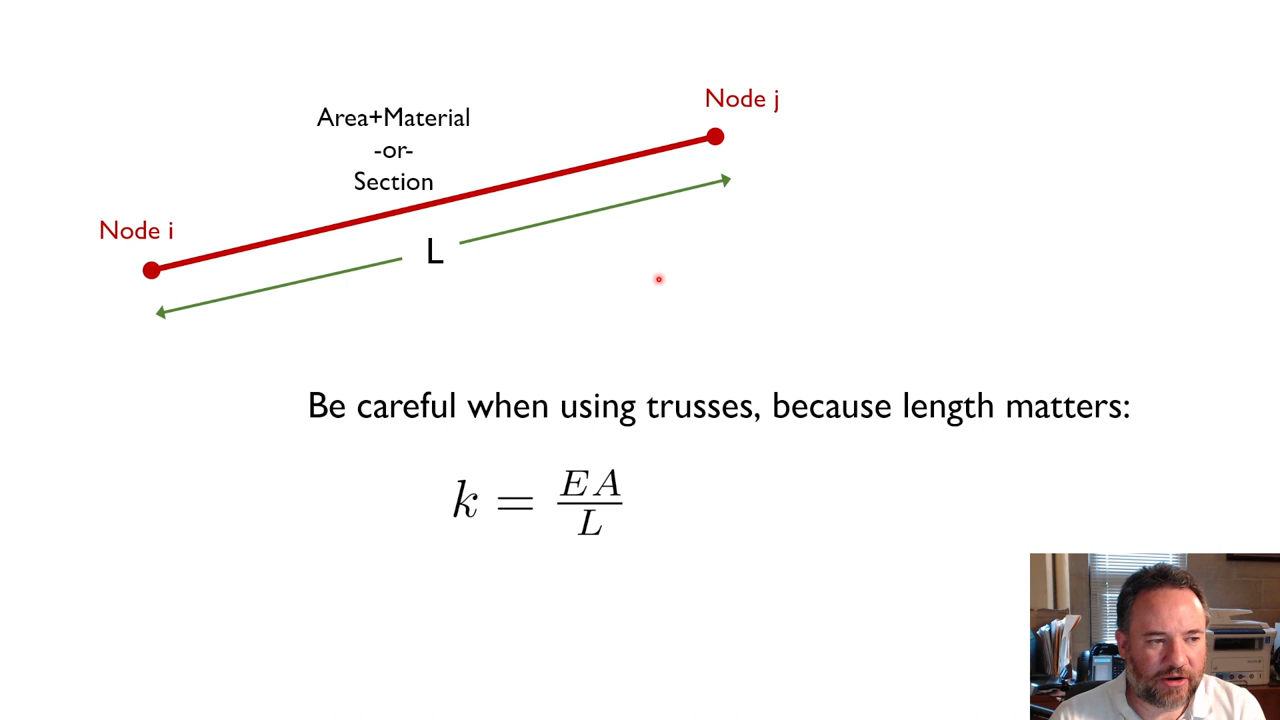 Node j
Area+Material
-or-
Section
Node i
L
Be careful when using trusses, because length matters:
k = EA/L